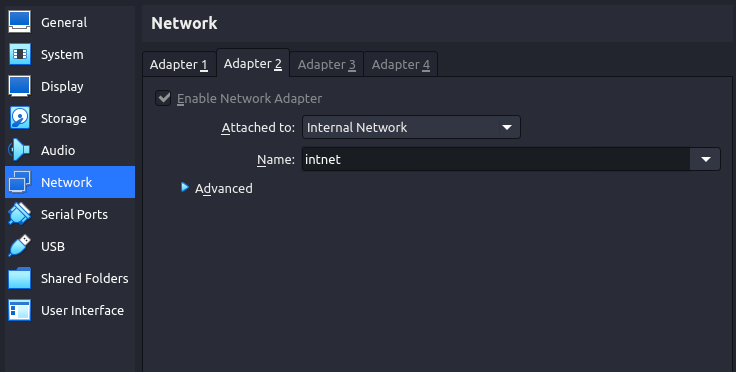 General
System
Display
Storage
Audio
Network
Serial Ports
USB
Shared Folders
User Interface
Network
Adapter 1 Adapter 2 Adapter 3 Adapter 4
Enable Network Adapter
Attached to: Internal Network
Name: intnet
Advanced